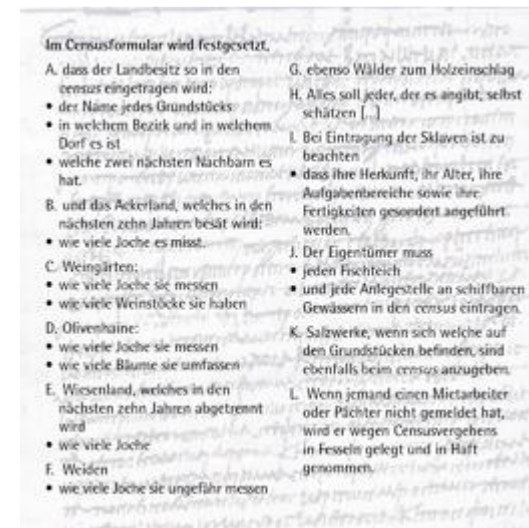 Im Censusformular wird festgesetzt,
A. dass der Landbesitz so in den
census eingetragen wird:
• der Name jedes Grundstücks
• in welchem Bezirk und in welchem
Dorf es ist
• welche zwei nächsten Nachbarn es
hat.
B. und das Ackerland, welches in den
nächsten zehn Jahren besät wird:
• wie viele Joche es misst.
C. Weingärten:
• wie viele Joche sie messen
• wie viele Weinstöcke sie haben
D. Olivenhaine:
• wie viele Joche sie messen
• wie viele Bäume sie umfassen
E. Wiesenland, welches in den
nächsten zehn Jahren abgetrennt
wird
• wie viele Joche
F. Weiden
• wie viele Joche sie ungefähr messen
G. ebenso Wälder zum Holzeinschlag
H. Alles soll jeder, der es angibt, selbst
schätzen [ ]
I. Bei Eintragung der Sklaven ist zu
beachten
• dass ihre Herkunft, ihr Alter, ihre
Aufgabenbereiche sowie ihre
Fertigkeiten gesondert angeführt
werden.
J. Der Eigentümer muss
• jeden Fischteich
• und jede Anlegestelle an schiffbaren
Gewässern in den census eintragen.
K. Salzwerke, wenn sich welche auf
den Grundstücken befinden, sind
ebenfalls beim census anzugeben.
L. Wenn jemand einen Mietarbeiter
oder Pächter nicht gemeldet hat,
wird er wegen Censusvergehens
in Fesseln gelegt und in Haft
genommen.